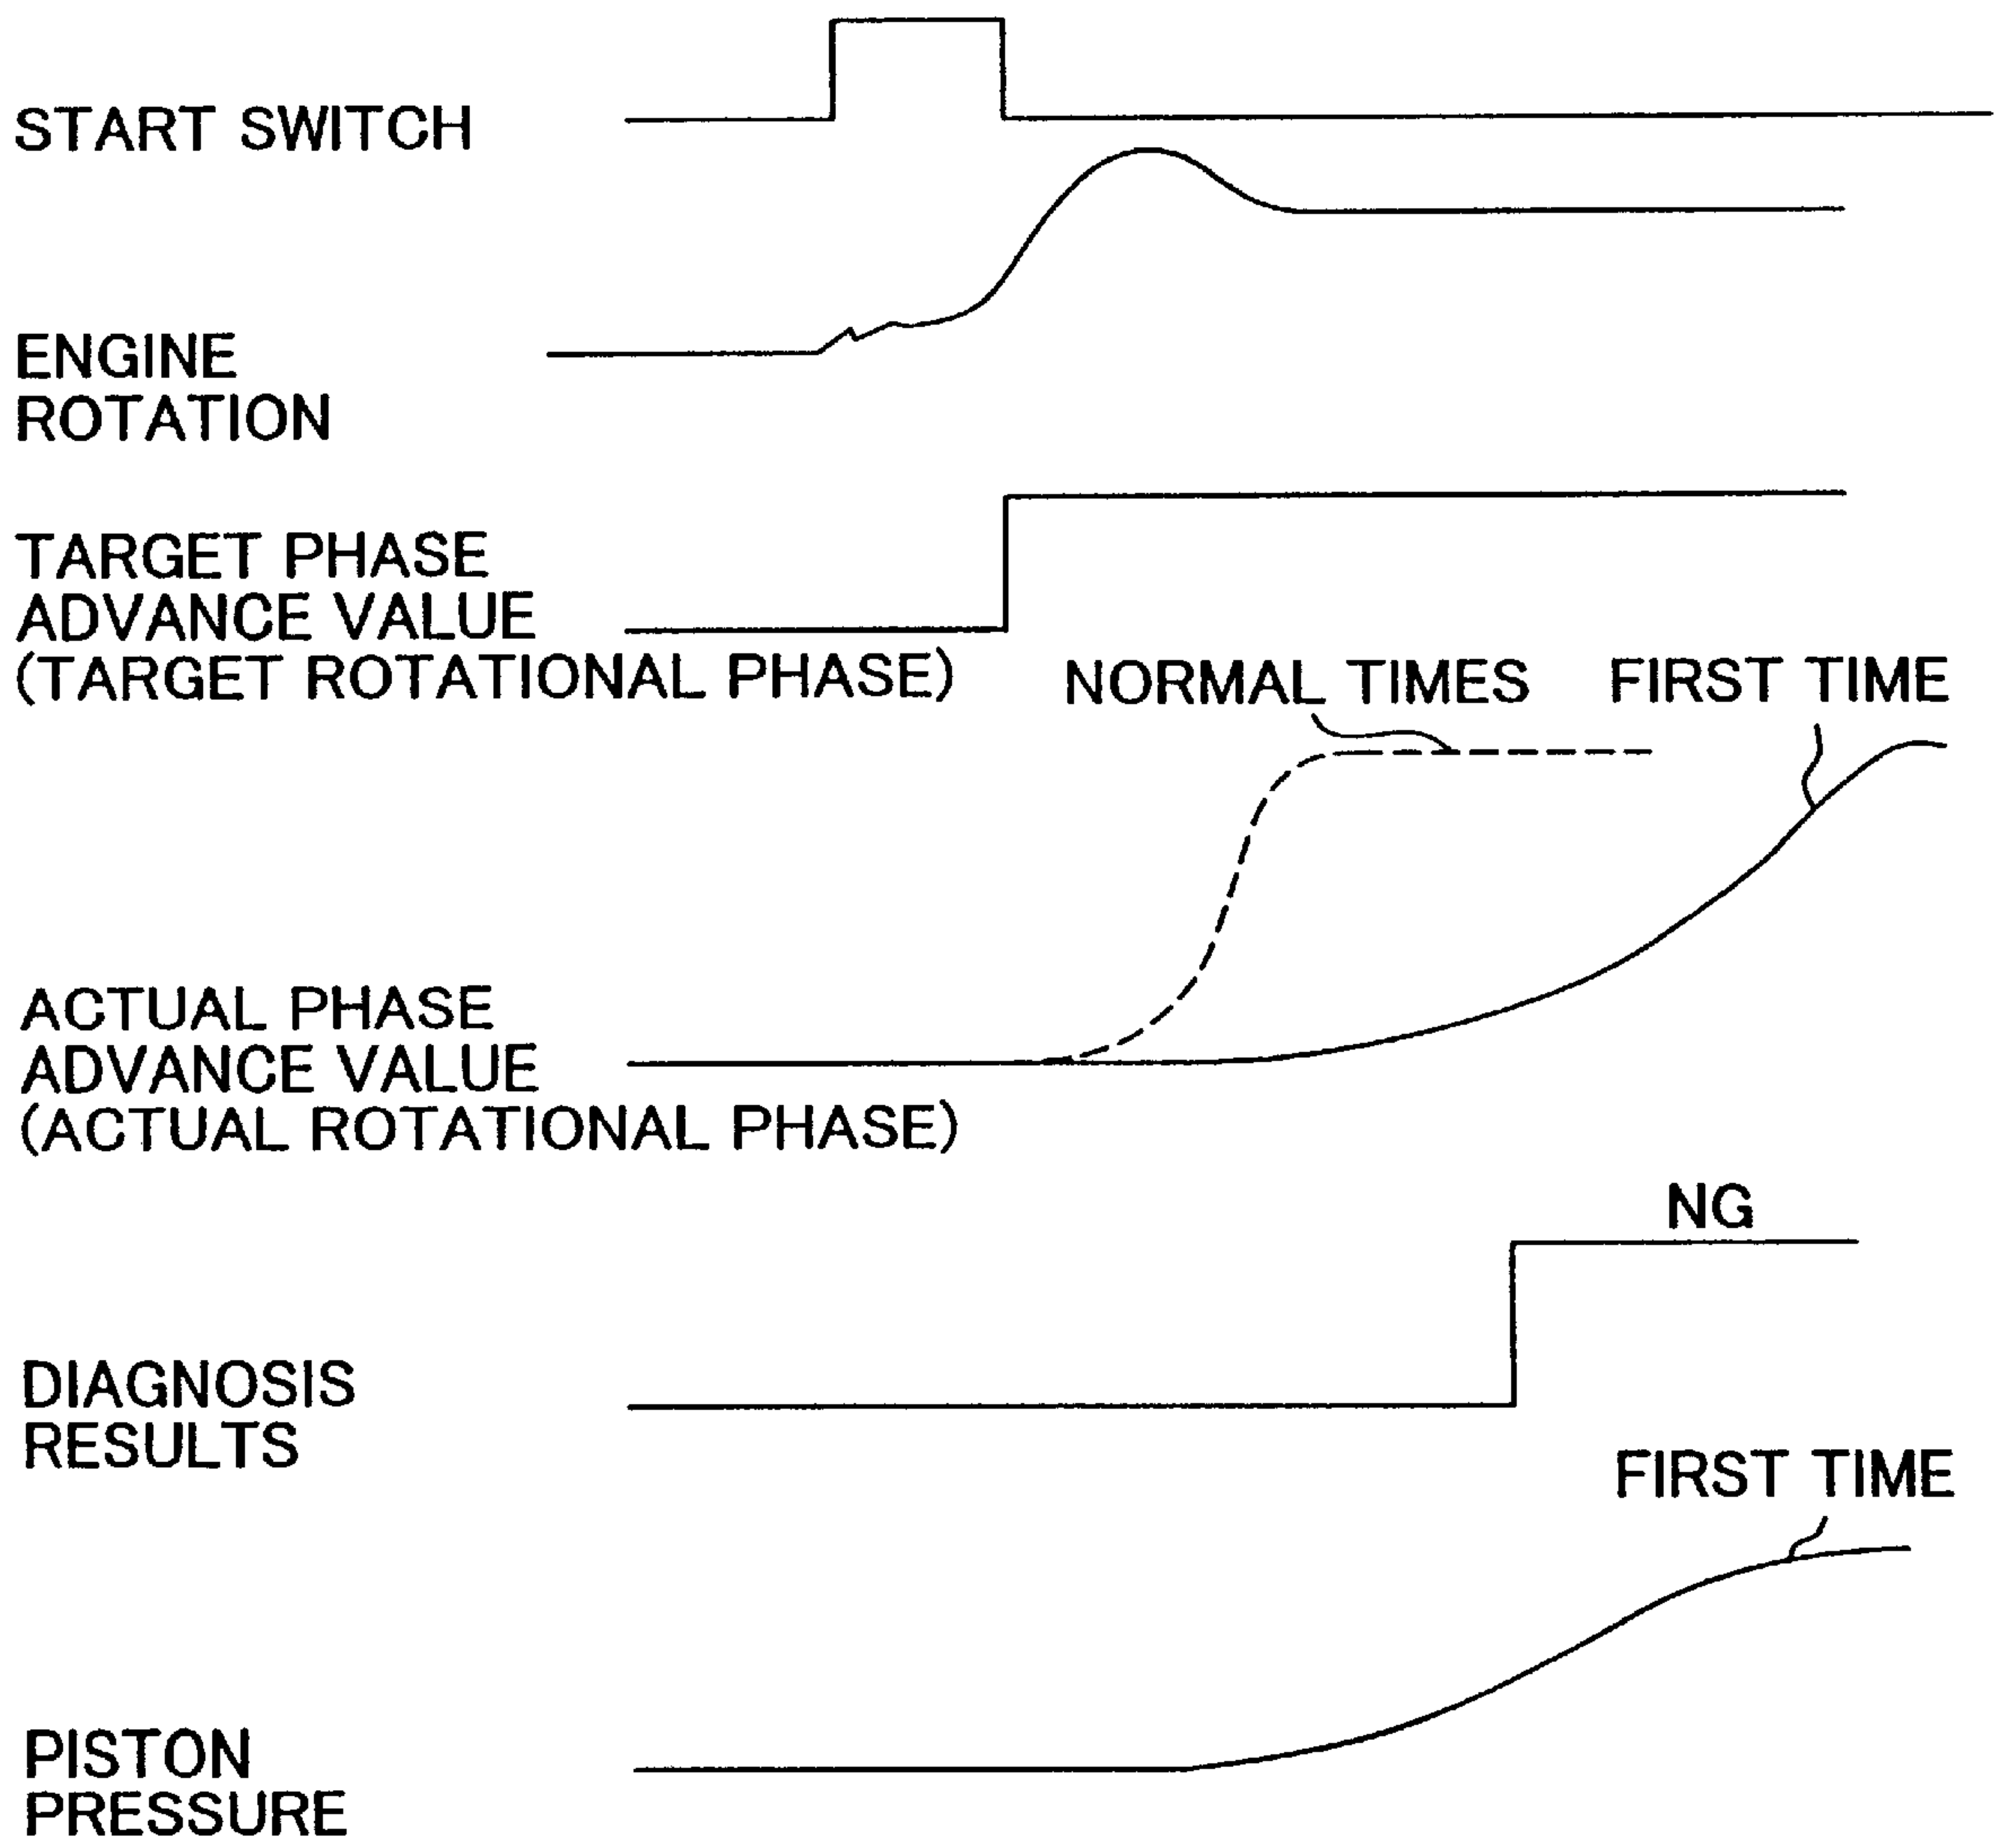 START SWITCH
ENGINE
ROTATION
TARGET PHASE
ADVANCE VALUE
(TARGET ROTATIONAL PHASE)
NORMAL TIMES
FIRST TIME
ACTUAL PHASE
ADVANCE VALUE
(ACTUAL ROTATIONAL PHASE)
NG
DIAGNOSIS
RESULTS
FIRST TIME
PISTON
PRESSURE